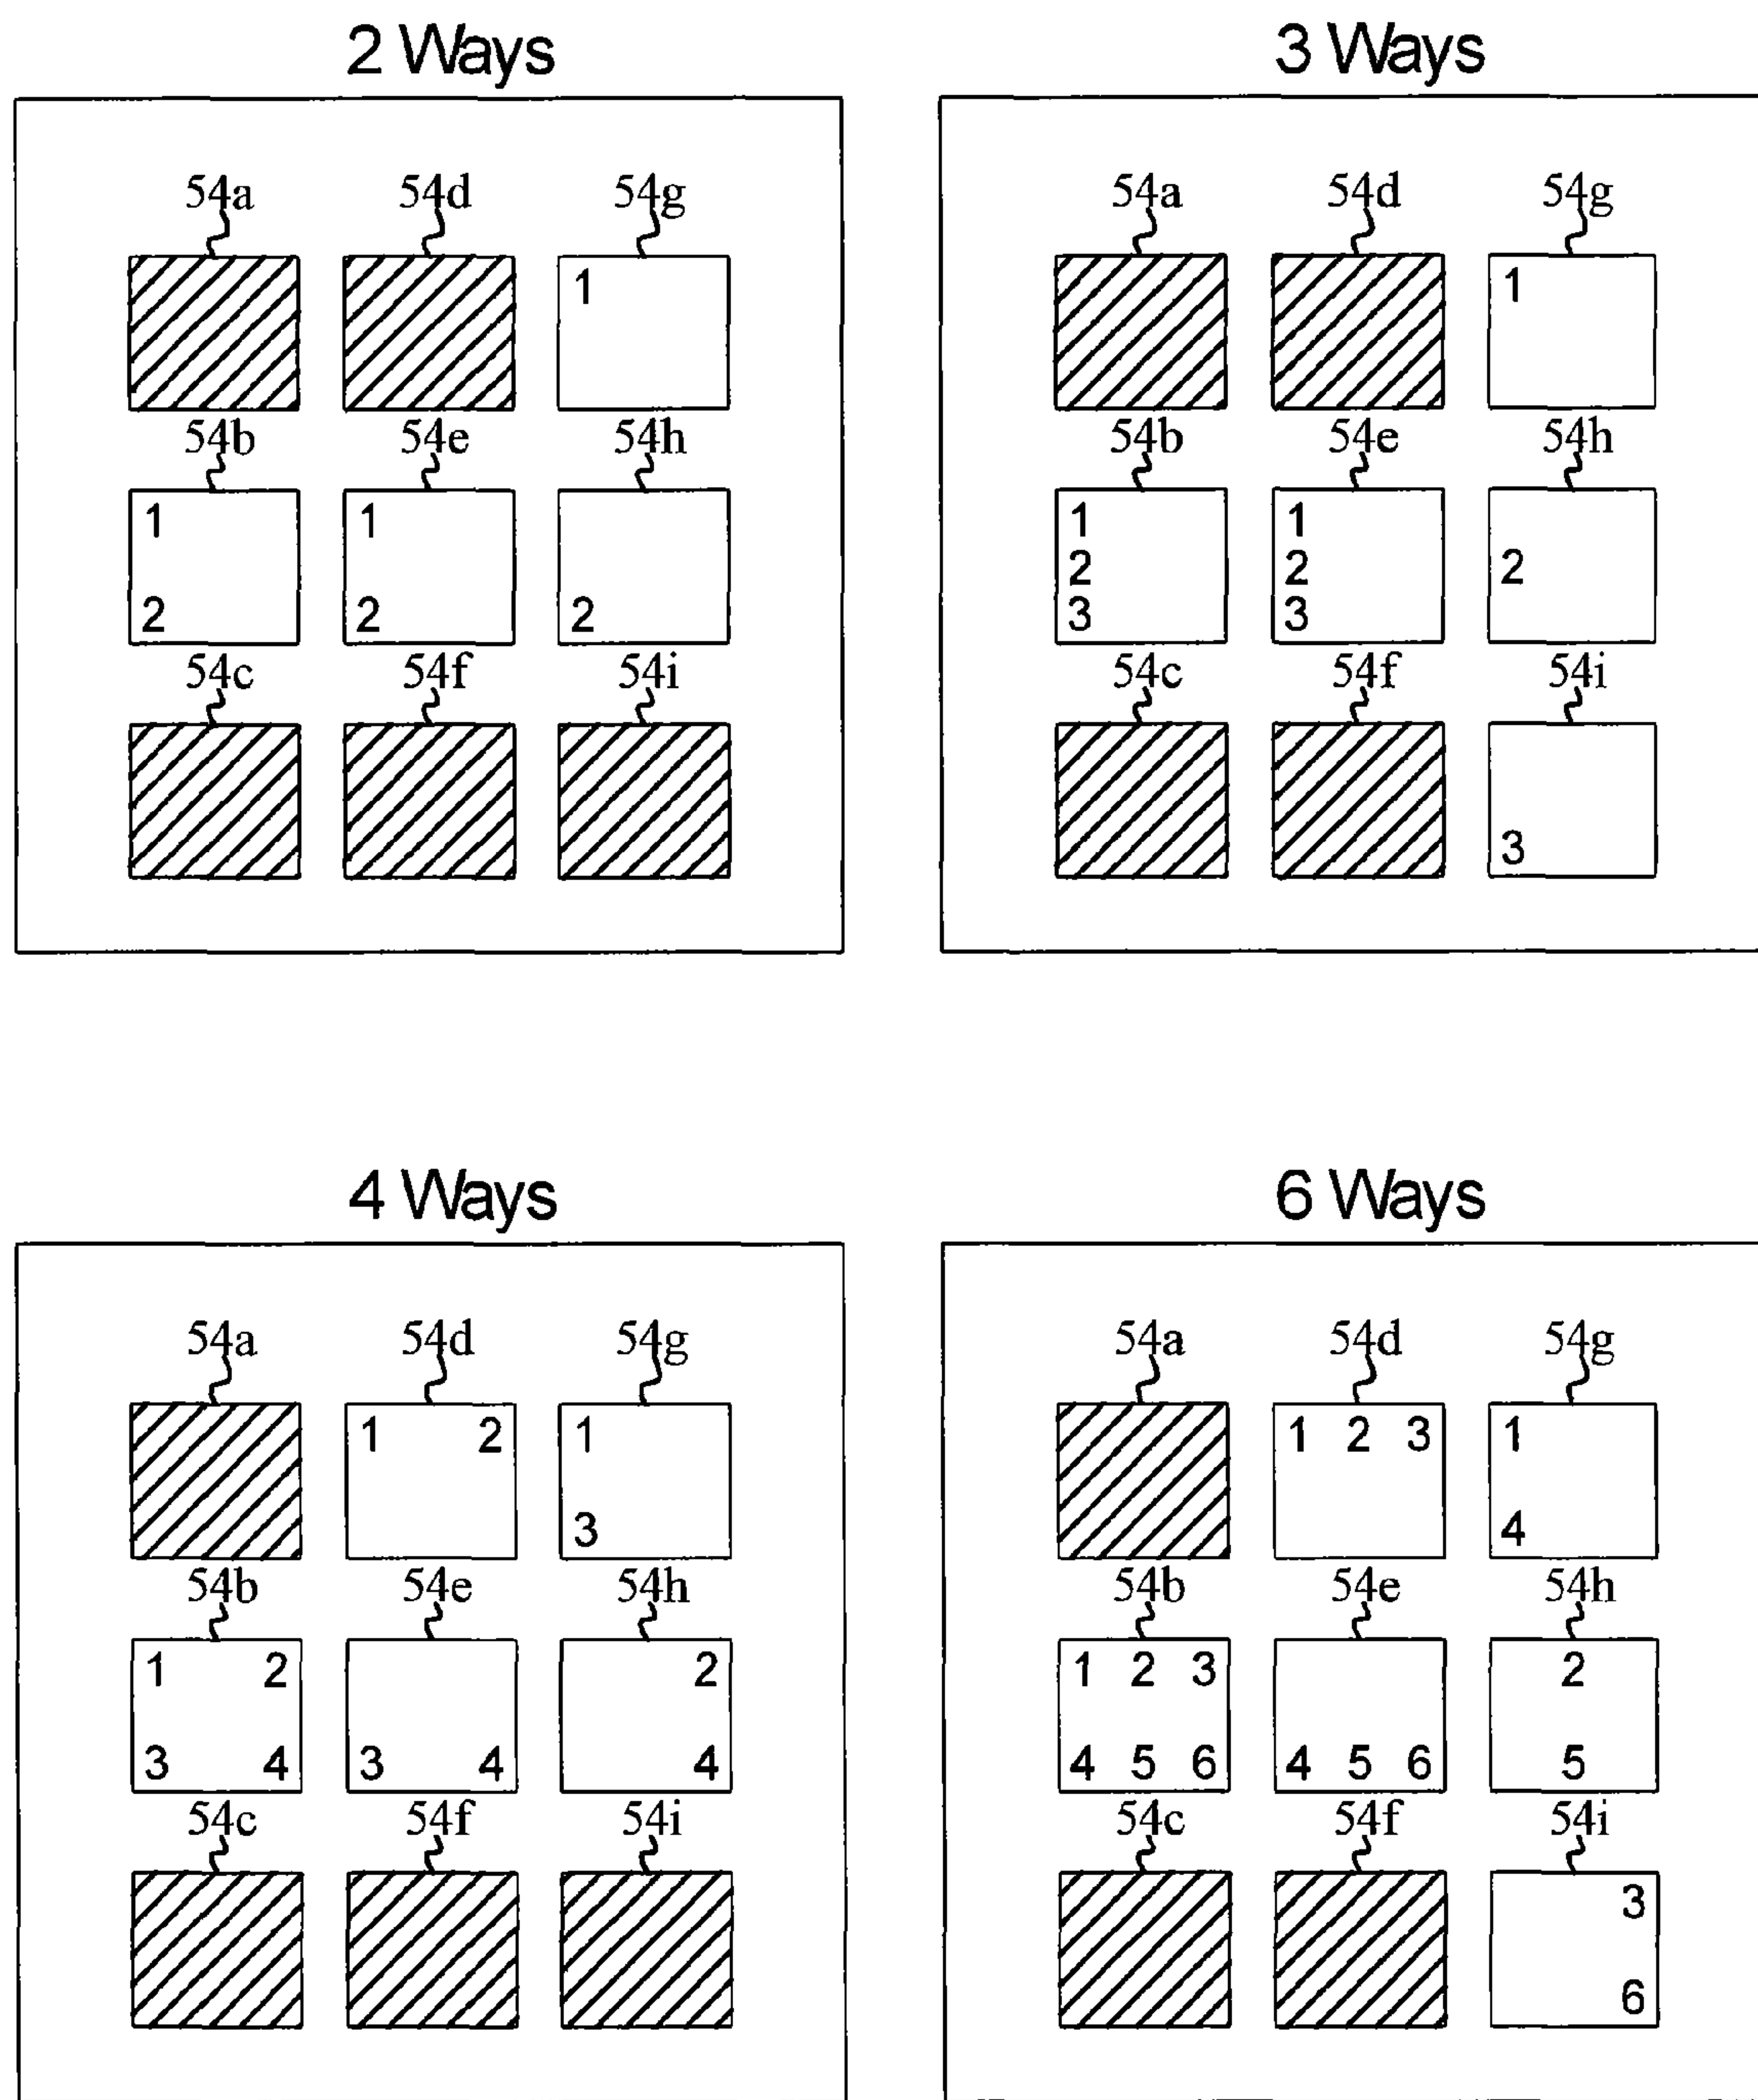 2 Ways
54a 54d 54g
1
54b 54e 54h
1 1
2 2 2
54c 54f 54i
3 Ways
54a 54d 54g
1
54b 54e 54h
1 1
2 2 2
3 3
54c 54f 54i
3
4 Ways
54a 54d 54g
1 2 1
3
54b 54e 54h
1 2 2
3 4 3 4 4
54c 54f 54i
6 Ways
54a 54d 54g
1 2 3 1
4
54b 54e 54h
1 2 3 2
4 5 6 4 5 6 5
54c 54f 54i
3
6